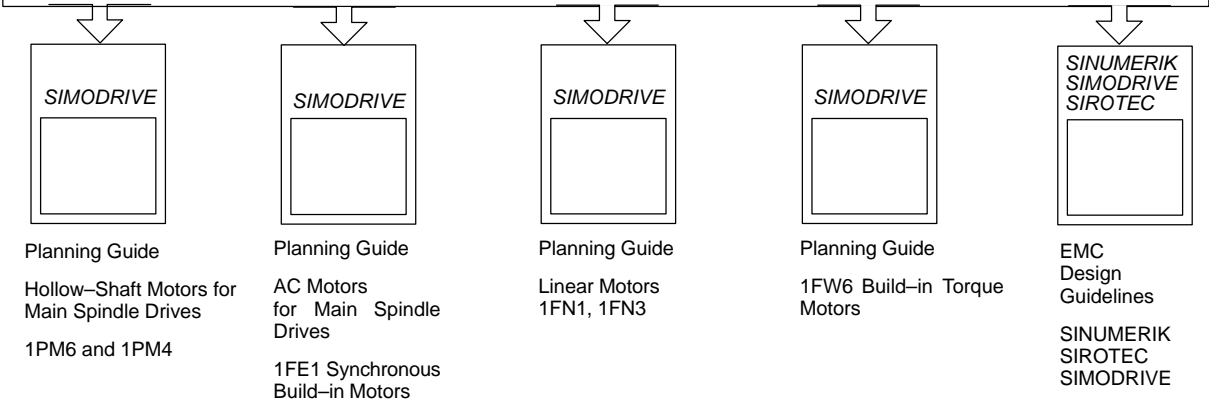 SIMODRIVE
SIMODRIVE
SIMODRIVE
SIMODRIVE
SINUMERIK
SIMODRIVE
SIROTEC
Planning Guide
Hollow–Shaft Motors for
Main Spindle Drives
1PM6 and 1PM4
Planning Guide
AC Motors
for Main Spindle
Drives
1FE1 Synchronous
Build–in Motors
Planning Guide
Linear Motors
1FN1, 1FN3
Planning Guide
1FW6 Build–in Torque
Motors
EMC
Design
Guidelines
SINUMERIK
SIROTEC
SIMODRIVE